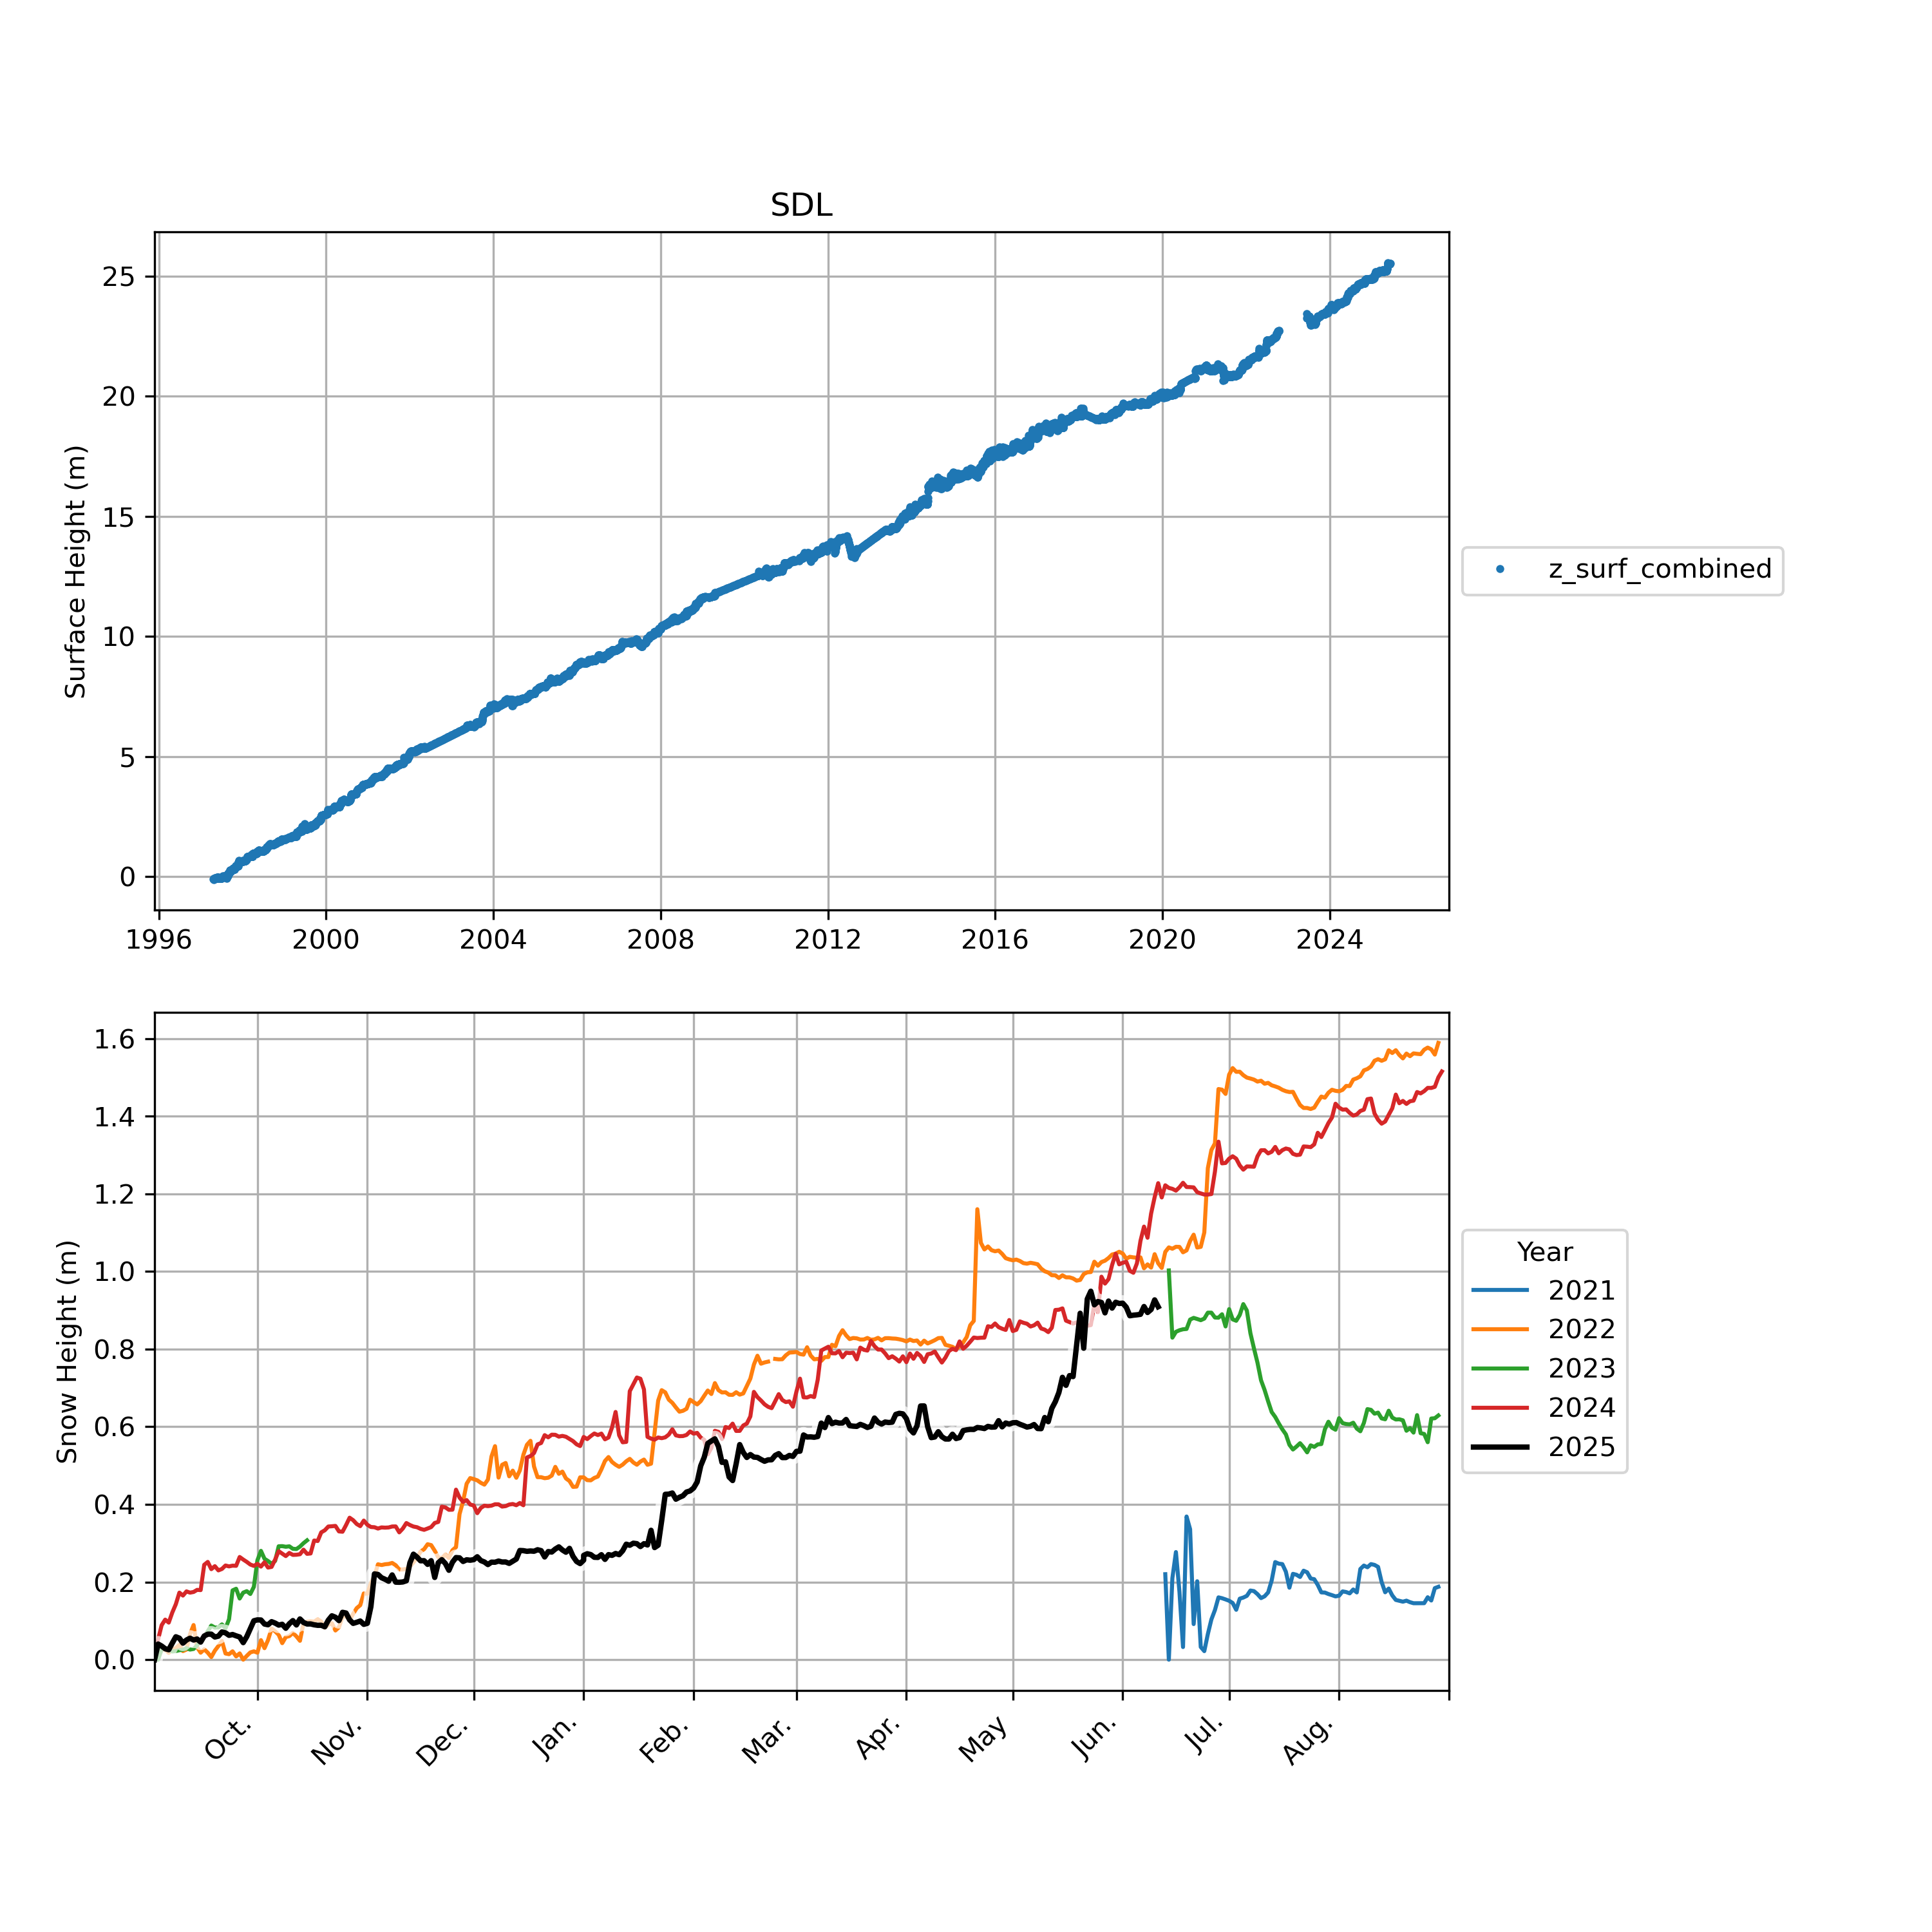 SDL
Surface Height (m)
25
20
15
10
5
0
1996 2000 2004 2008 2012 2016 2020 2024
z_surf_combined
Snow Height (m)
1.6
1.4
1.2
1.0
0.8
0.6
0.4
0.2
0.0
Oct. Nov. Dec. Jan. Feb. Mar. Apr. May Jun. Jul. Aug.
Year
2021
2022
2023
2024
2025